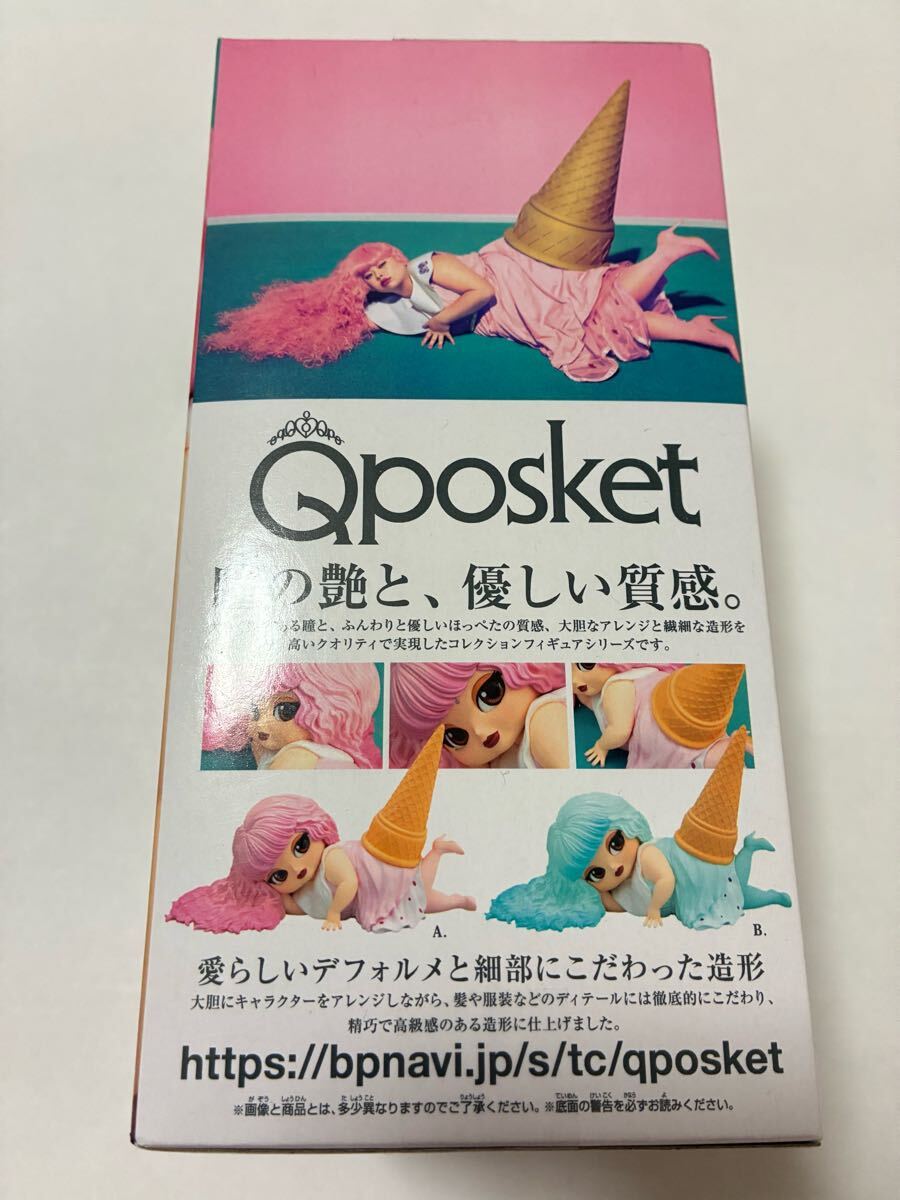 Qposket
の艶と、優しい質感。
ある瞳と、ふんわりと優しいほっぺたの質感、大胆なアレンジと繊細な造形を
高いクオリティで実現したコレクションフィギュアシリーズです。
A.
B.
愛らしいデフォルメと細部にこだわった造形
大胆にキャラクターをアレンジしながら、髪や服装などのディテールには徹底的にこだわり、
精巧で高級感のある造形に仕上げました。
https://bpnavi.jp/s/tc/qposket
※画像と商品とは、多少異なりますのでご了承ください。※底面の警告を必ずお読みください。